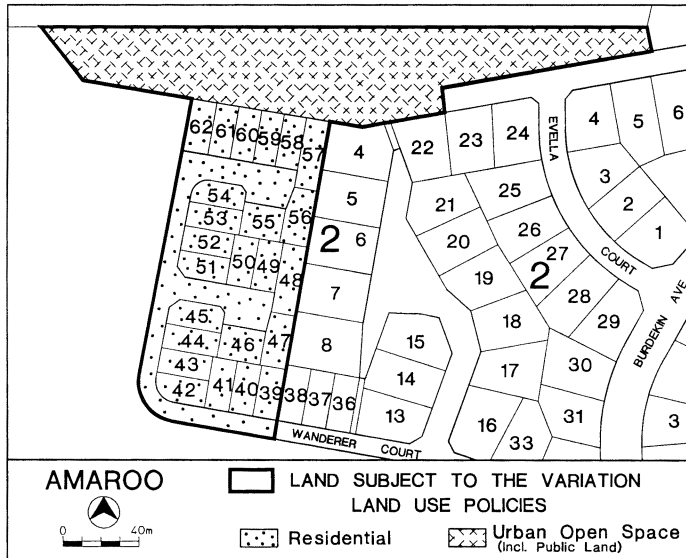 62 61 60 59 58 57 4 22 23 24 EVELLA 4 5 6
54 5 21 25 3
53 55 56 2 6 20 26 2
52 50 49 48 19 2 27 COURT 1
51 7 28
45 18 29 BURDEKIN AVE
44 46 47 8 15 17 30
43 14
42 41 40 39 38 37 36 13 16 33 31 3
WANDERER COURT
AMAROO LAND SUBJECT TO THE VARIATION
LAND USE POLICIES
0 40m
Residential
Urban Open Space
(Incl. Public Land)